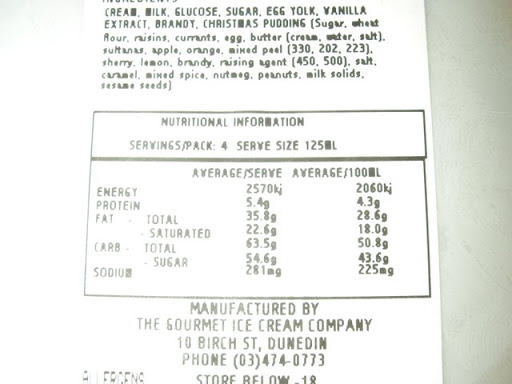 INGREDIENTS
CREAM, MILK, GLUCOSE, SUGAR, EGG YOLK, VANILLA
EXTRACT, BRANDY, CHRISTMAS PUDDING (Sugar, wheat
flour, raisins, currants, egg, butter (cream, water, salt),
sultanas, apple, orange, mixed peel (330, 202, 223),
sherry, lemon, brandy, raising agent (450, 500), salt,
caramel, mixed spice, nutmeg, peanuts, milk solids,
sesame seeds)
NUTRITIONAL INFORMATION
SERVINGS/PACK: 4 SERVE SIZE 125ML
AVERAGE/SERVE AVERAGE/100ML
ENERGY 2570kj 2060kj
PROTEIN 5.4g 4.3g
FAT - TOTAL 35.8g 28.6g
- SATURATED 22.6g 18.0g
CARB - TOTAL 63.5g 50.8g
- SUGAR 54.6g 43.6g
SODIUM 281mg 225mg
MANUFACTURED BY
THE GOURMET ICE CREAM COMPANY
10 BIRCH ST, DUNEDIN
PHONE (03)474-0773
ALLERGENS STORE BELOW -18